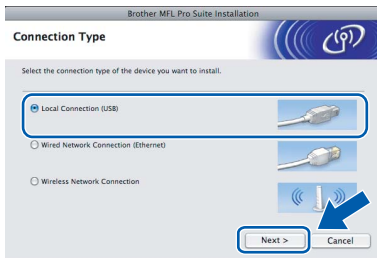 Brother MFL Pro Suite Installation
Connection Type
Select the connection type of the device you want to install.
Local Connection (USB)
Wired Network Connection (Ethernet)
Wireless Network Connection
Next >
Cancel